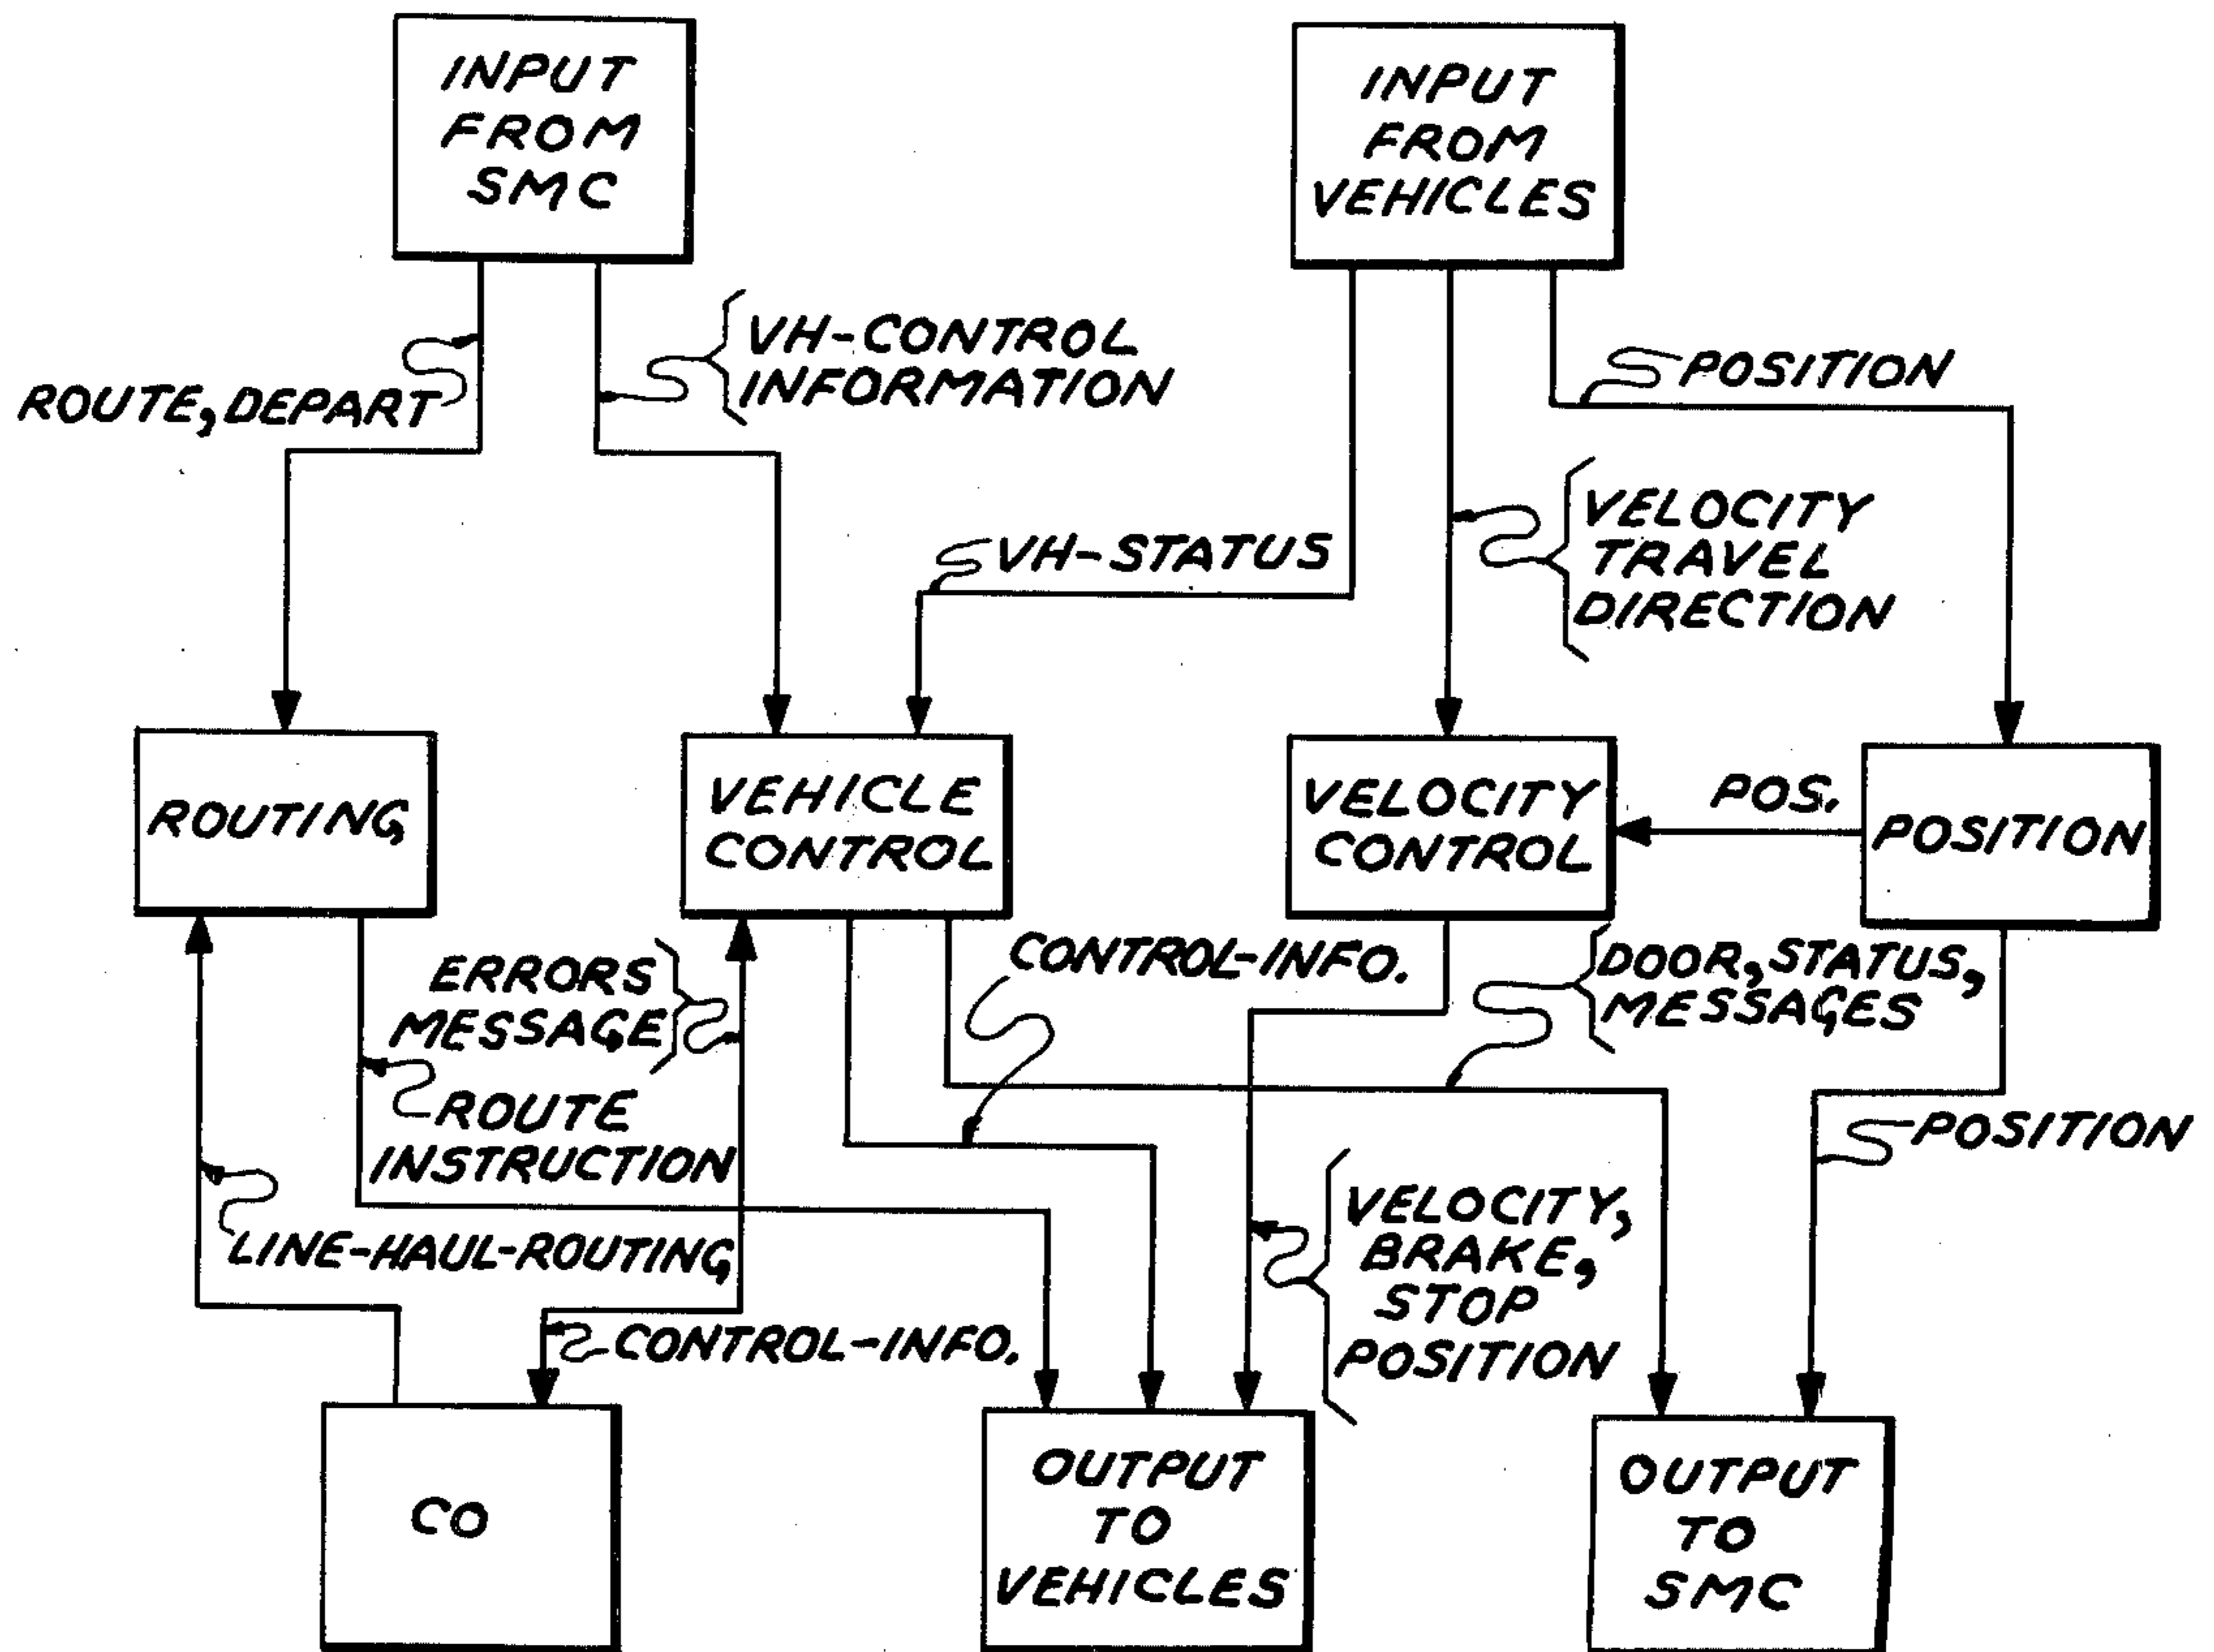 INPUT
FROM
SMC
INPUT
FROM
VEHICLES
ROUTE, DEPART
VH-CONTROL
INFORMATION
POSITION
VH-STATUS
VELOCITY
TRAVEL
DIRECTION
ROUTING
VEHICLE
CONTROL
VELOCITY
CONTROL
POS.
POSITION
ERRORS
MESSAGE
CONTROL-INFO.
DOOR, STATUS,
MESSAGES
ROUTE
INSTRUCTION
POSITION
LINE-HAUL-ROUTING
VELOCITY,
BRAKE,
STOP
POSITION
CONTROL-INFO.
CO
OUTPUT
TO
VEHICLES
OUTPUT
TO
SMC